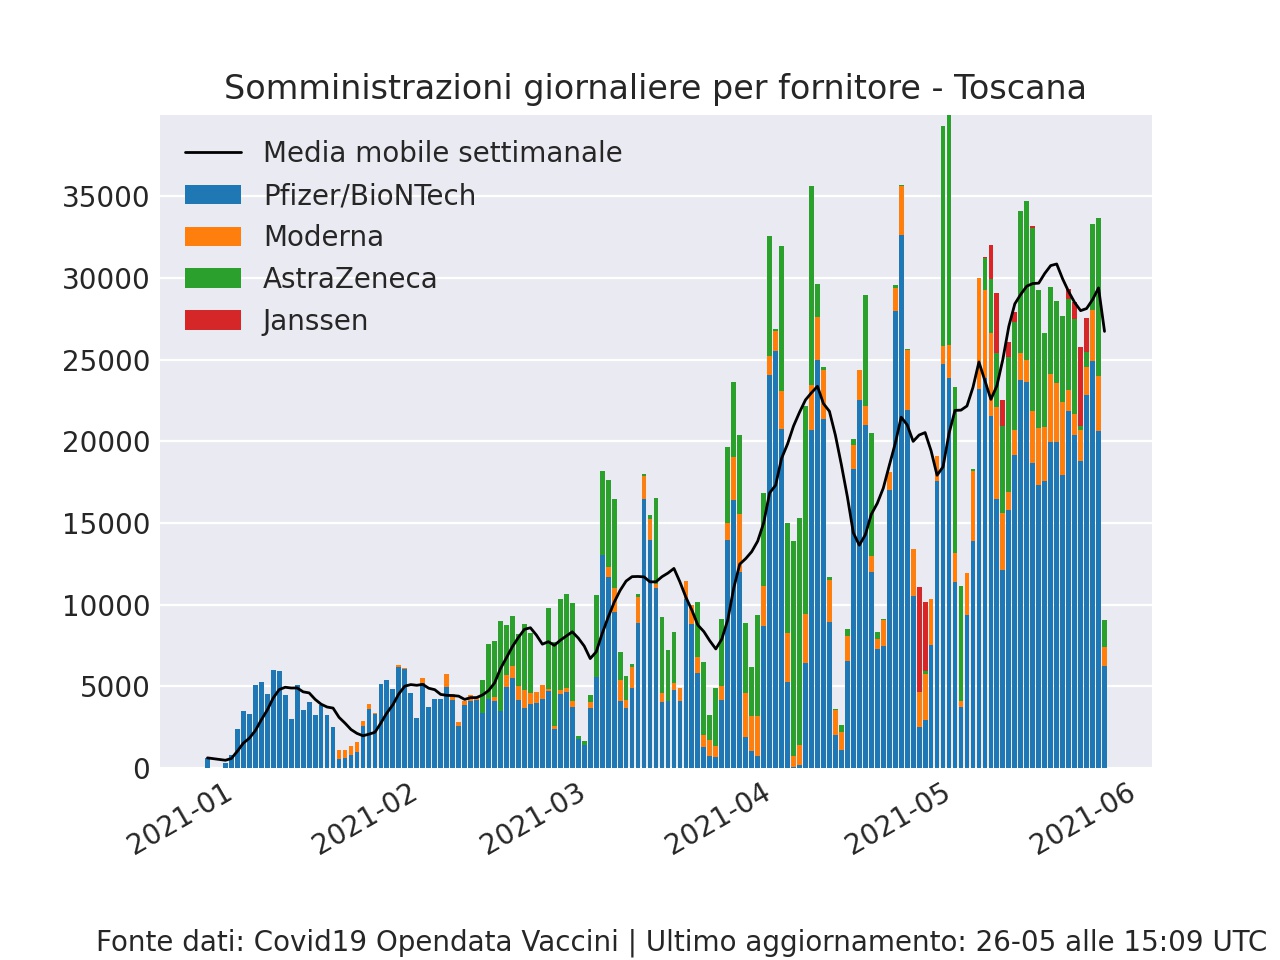 Somministrazioni giornaliere per fornitore - Toscana
Media mobile settimanale
Pfizer/BioNTech
Moderna
AstraZeneca
Janssen
35000
30000
25000
20000
15000
10000
5000
0
2021-01
2021-02
2021-03
2021-04
2021-05
2021-06
Fonte dati: Covid19 Opendata Vaccini | Ultimo aggiornamento: 26-05 alle 15:09 UTC